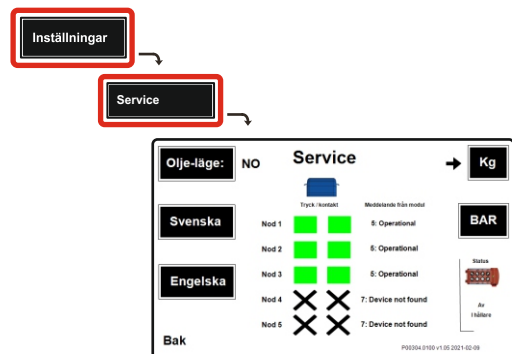 Inställningar
Service
Olje-läge: NO Service Kg
Tryck / kontakt Meddelande från modul
Svenska Nod 1 5: Operational BAR
Nod 2 5: Operational
Status
Engelska Nod 3 5: Operational
Nod 4 7: Device not found Av
I hållare
Nod 5 7: Device not found
Bak
P00304.0100 v1.05 2021-02-09